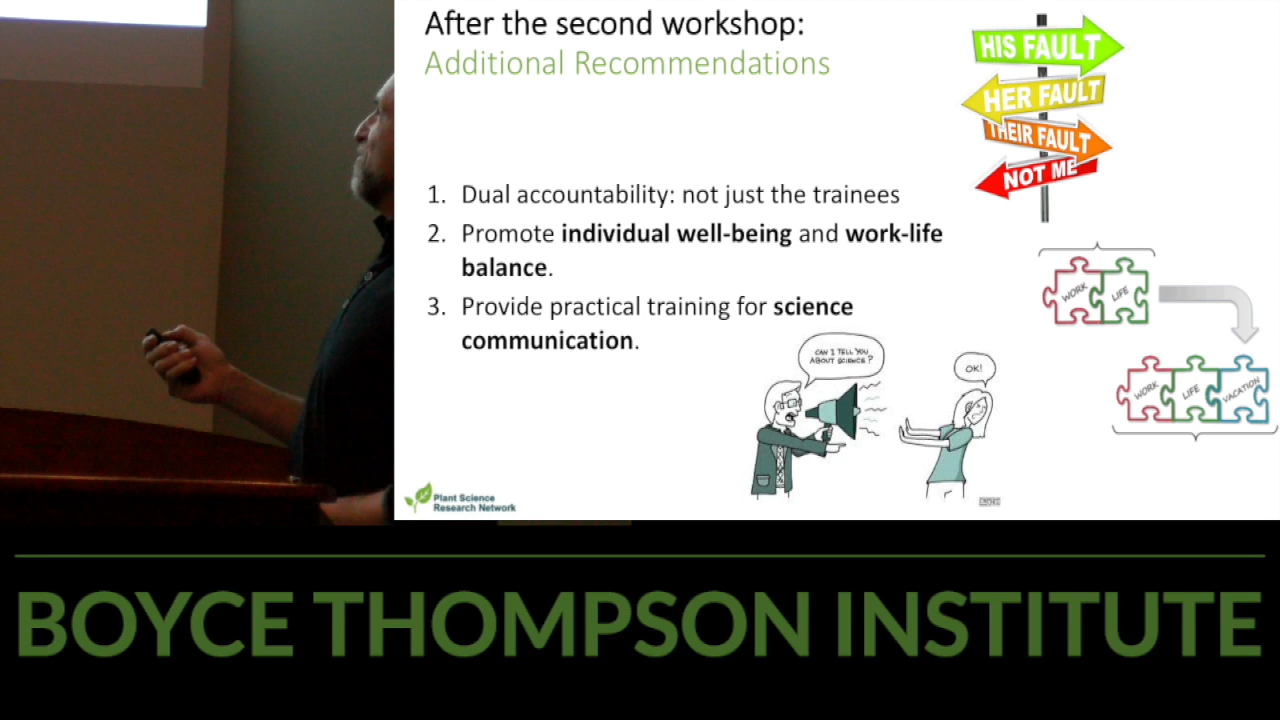 After the second workshop:
Additional Recommendations
HIS FAULT
HER FAULT
THEIR FAULT
NOT ME
1. Dual accountability: not just the trainees
2. Promote individual well-being and work-life
balance.
3. Provide practical training for science
communication.
WORK
LIFE
CAN I TELL YOU
ABOUT SCIENCE?
OK!
WORK
LIFE
VACATION
Plant Science
Research Network
BOYCE THOMPSON INSTITUTE